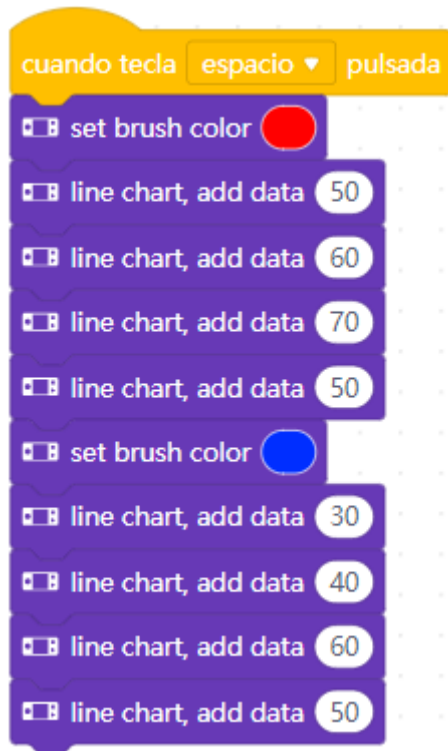 cuando tecla espacio pulsada
set brush color
line chart, add data 50
line chart, add data 60
line chart, add data 70
line chart, add data 50
set brush color
line chart, add data 30
line chart, add data 40
line chart, add data 60
line chart, add data 50